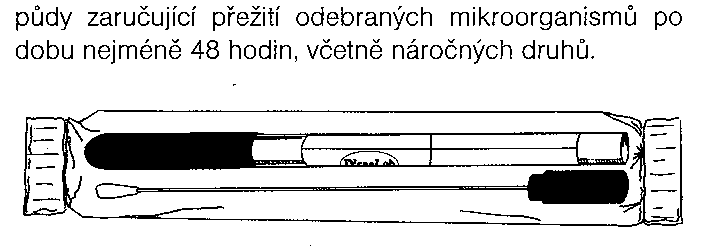 půdy zaručující přežití odebraných mikroorganismů po
dobu nejméně 48 hodin, včetně náročných druhů.